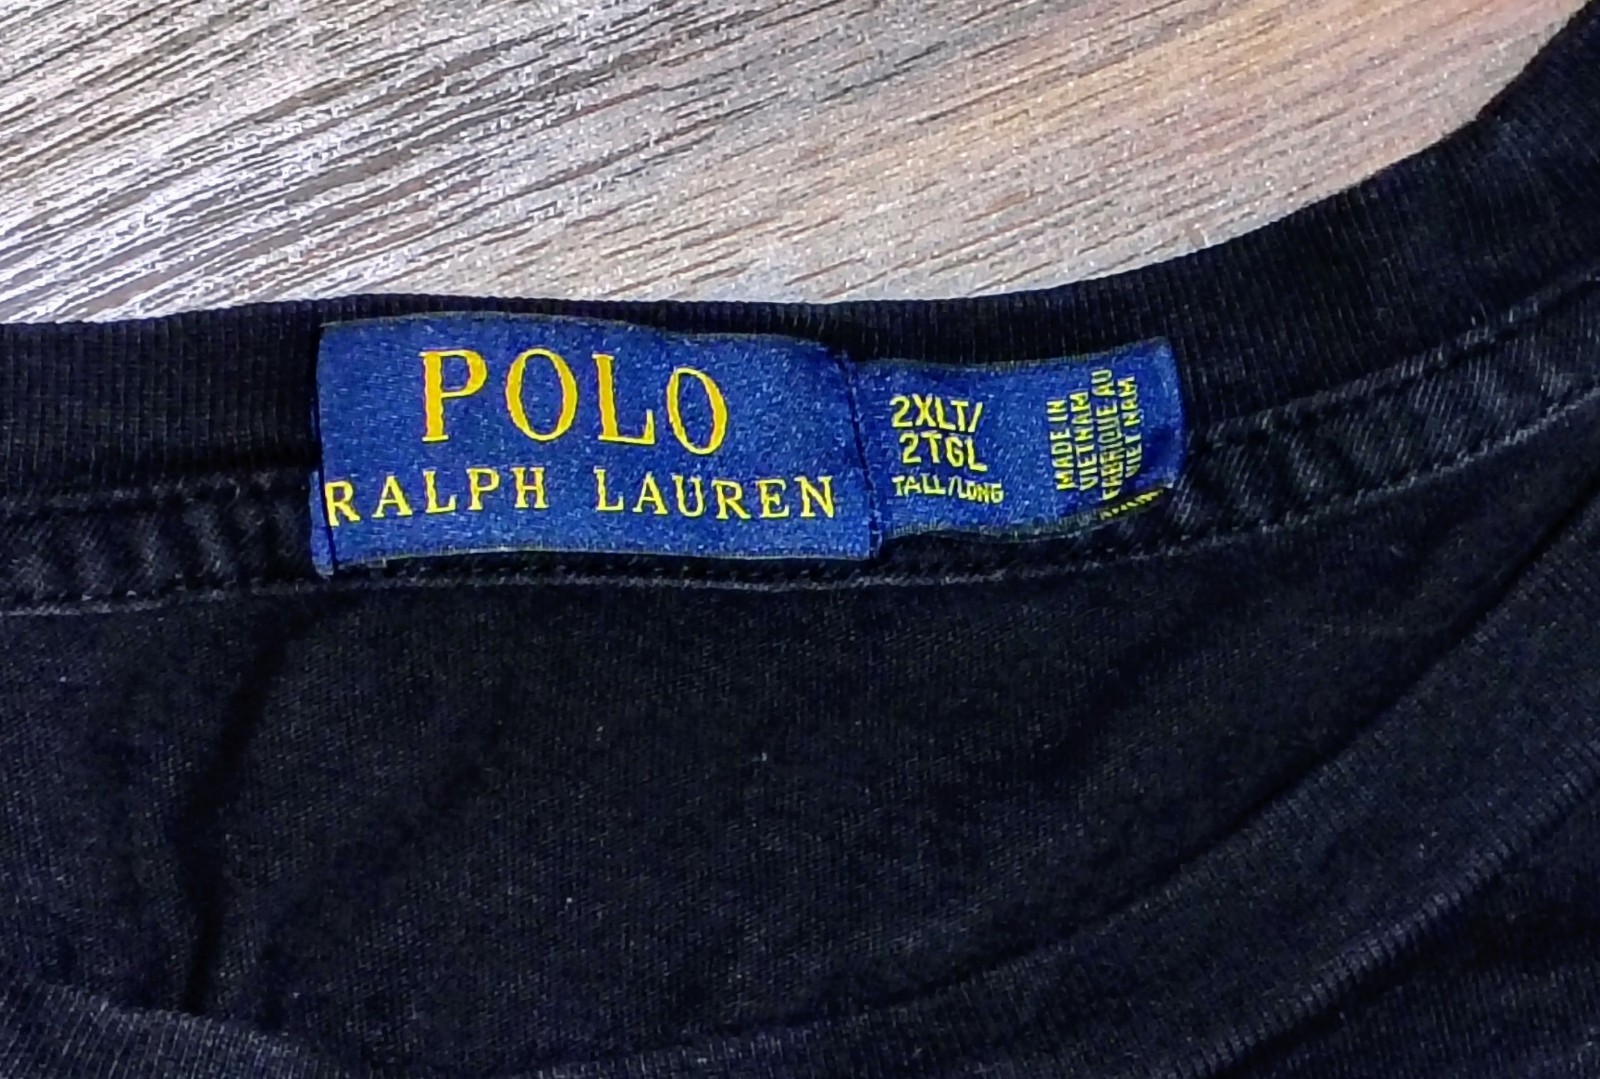 POLO
RALPH LAUREN
2XLT/
2TGL
TALL/LONG
MADE IN
VIETNAM
FABRIQUE AU
VIET NAM